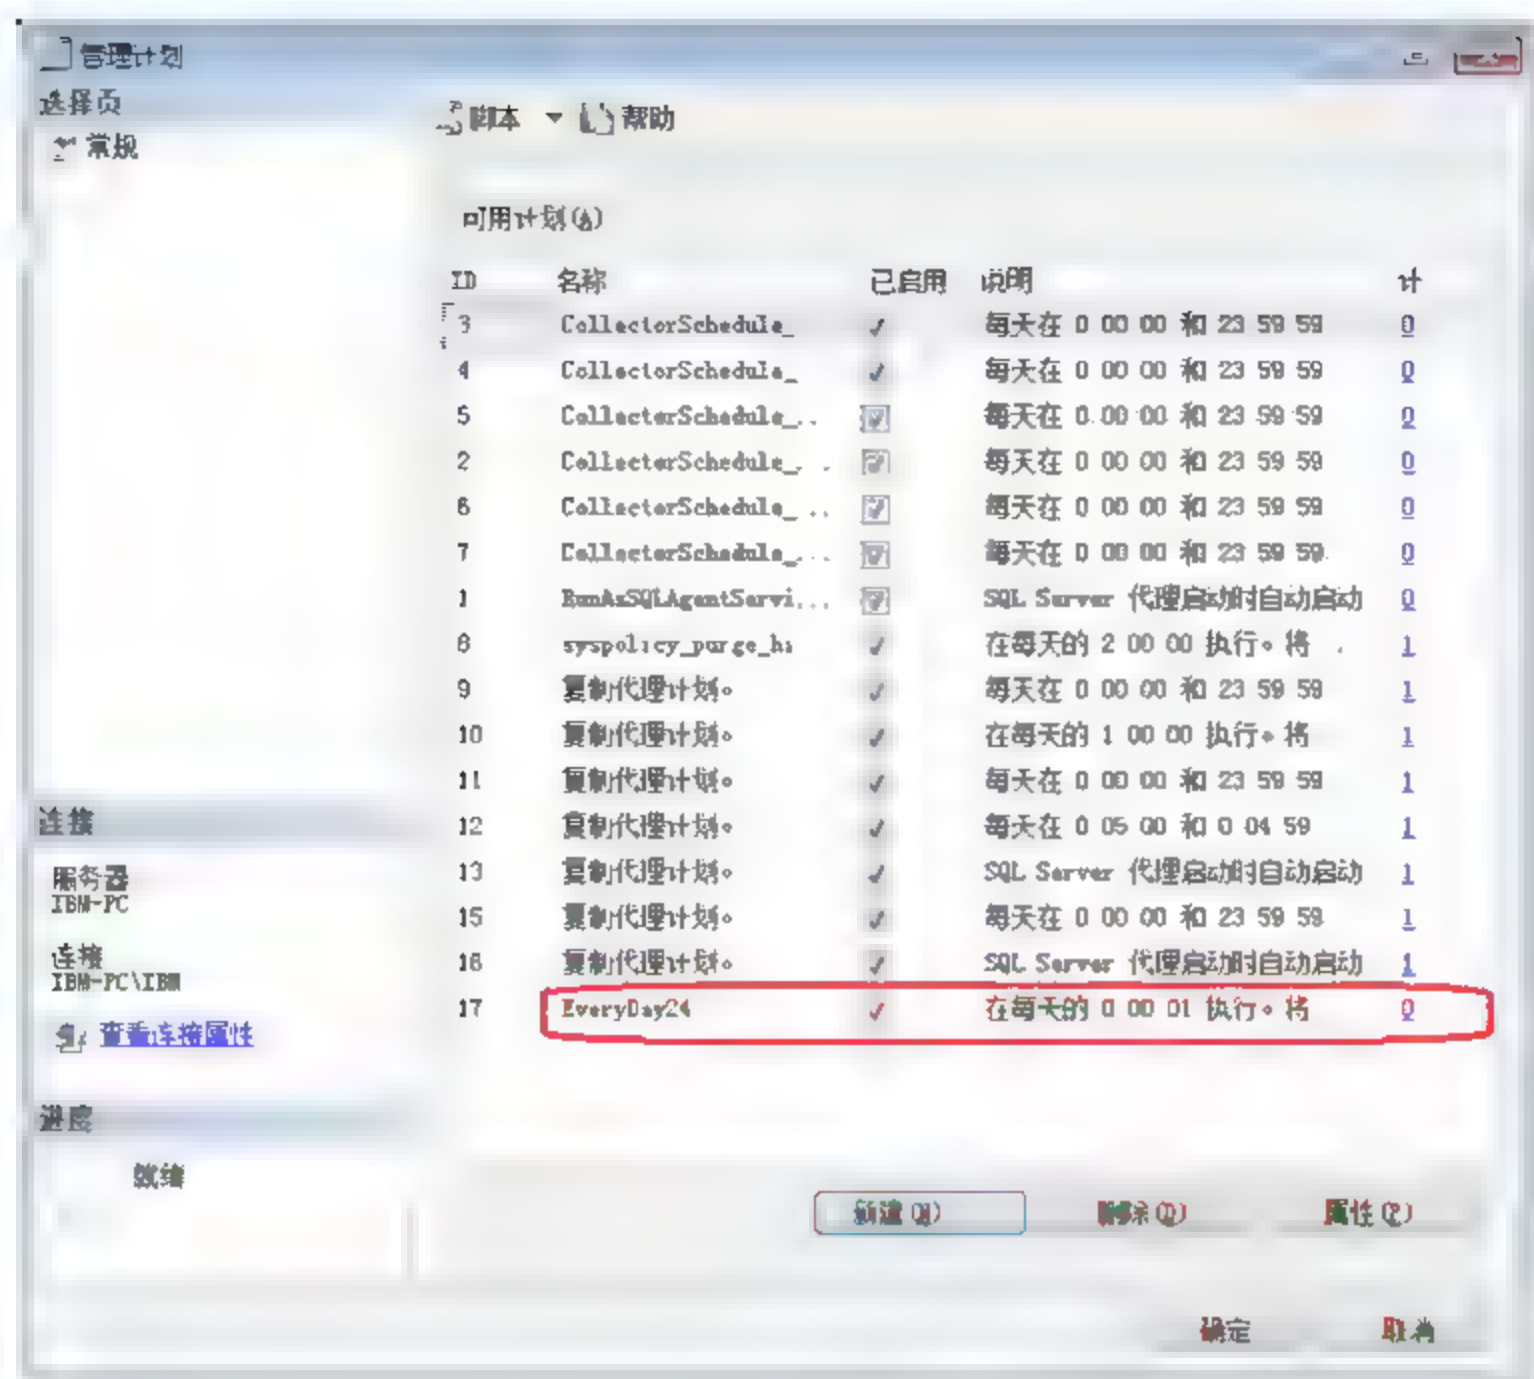 管理计划
选择页
常规
脚本 帮助
可用计划(A)
ID 名称 已启用 说明 计
3 CollectorSchedule_ 每天在 0 00 00 和 23 59 59 0
4 CollectorSchedule_ 每天在 0 00 00 和 23 59 59 0
5 CollectorSchedule_... 每天在 0 00 00 和 23 59 59 0
2 CollectorSchedule_... 每天在 0 00 00 和 23 59 59 0
6 CollectorSchedule_... 每天在 0 00 00 和 23 59 59 0
7 CollectorSchedule_... 每天在 0 00 00 和 23 59 59 0
1 RunAsSQLAgentServi... SQL Server 代理启动时自动启动 0
8 syspolicy_purge_hi 在每天的 2 00 00 执行。将 1
9 复制代理计划。 每天在 0 00 00 和 23 59 59 1
10 复制代理计划。 在每天的 1 00 00 执行。将 1
11 复制代理计划。 每天在 0 00 00 和 23 59 59 1
12 复制代理计划。 每天在 0 05 00 和 0 04 59 1
13 复制代理计划。 SQL Server 代理启动时自动启动 1
15 复制代理计划。 每天在 0 00 00 和 23 59 59 1
16 复制代理计划。 SQL Server 代理启动时自动启动 1
17 EveryDay24 在每天的 0 00 01 执行。将 0
连接
服务器
IBM-PC
连接
IBM-PC\IBM
查看连接属性
进度
就绪
新建(N) 删除(D) 属性(P)
确定 取消